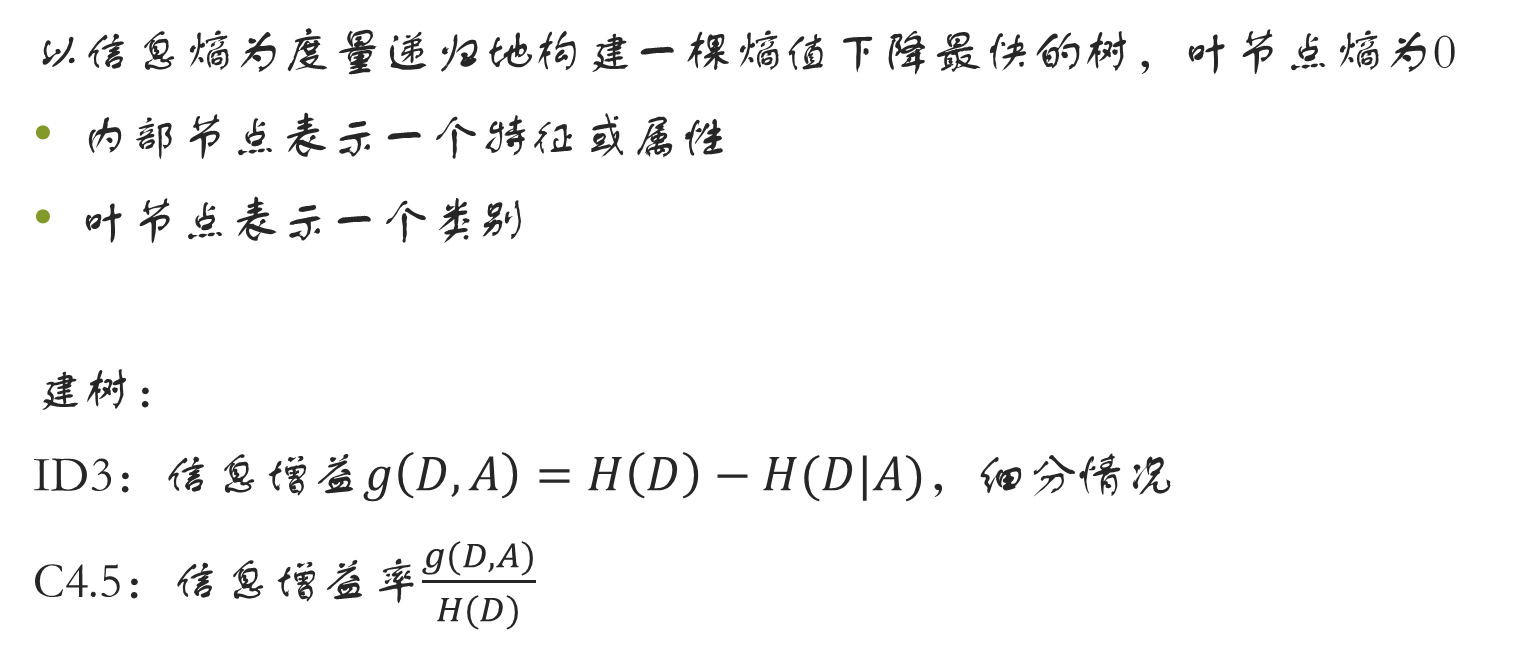 以信息熵为度量递归地构建一棵熵值下降最快的树，叶节点熵为0
• 内部节点表示一个特征或属性
• 叶节点表示一个类别
建树：
ID3：信息增益g(D,A) = H(D) − H(D|A)，细分情况
C4.5：信息增益率g(D,A)/H(D)